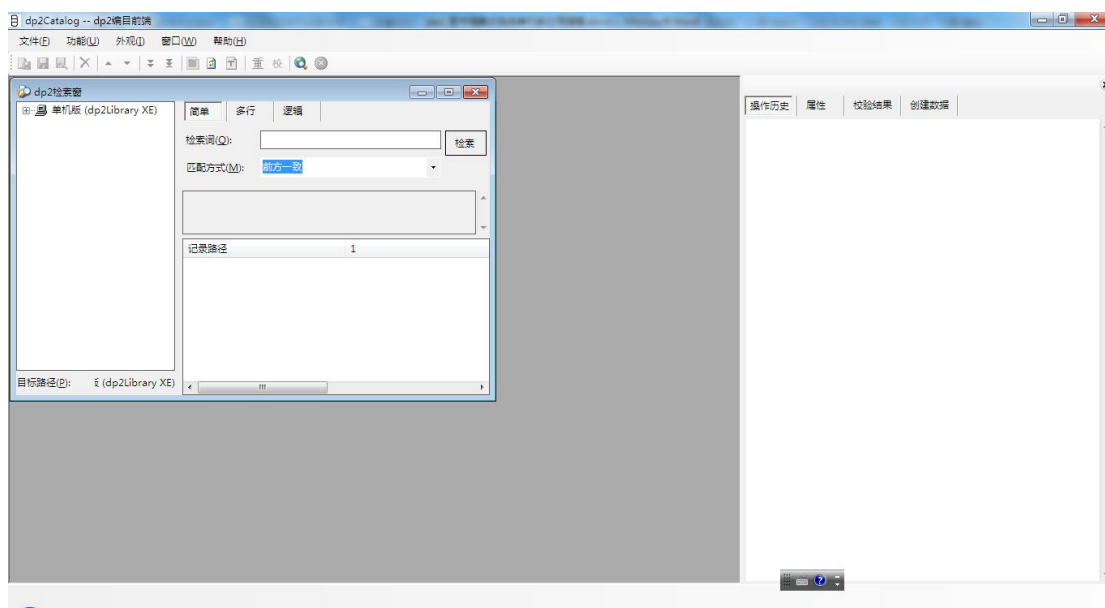 dp2Catalog -- dp2编目前端
文件(F) 功能(U) 外观(I) 窗口(W) 帮助(H)
重 校
dp2检索窗
单机版 (dp2Library XE)
简单 多行 逻辑
检索词(Q): 检索
匹配方式(M): 前方一致
记录路径 1
目标路径(P): (dp2Library XE)
操作历史 属性 校验结果 创建数据